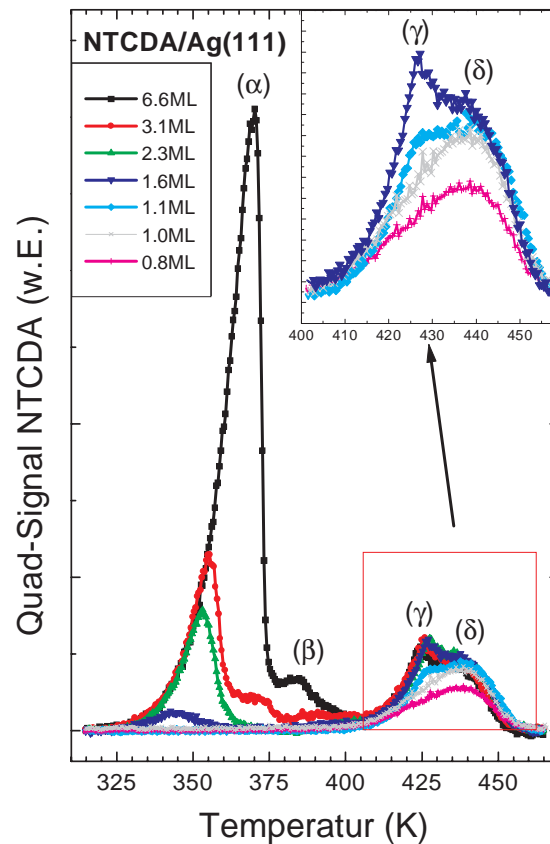 NTCDA/Ag(111)
6.6ML
3.1ML
2.3ML
1.6ML
1.1ML
1.0ML
0.8ML
(α)
(β)
(γ)
(δ)
(γ)
(δ)
400 410 420 430 440 450
Quad-Signal NTCDA (w.E.)
325 350 375 400 425 450
Temperatur (K)